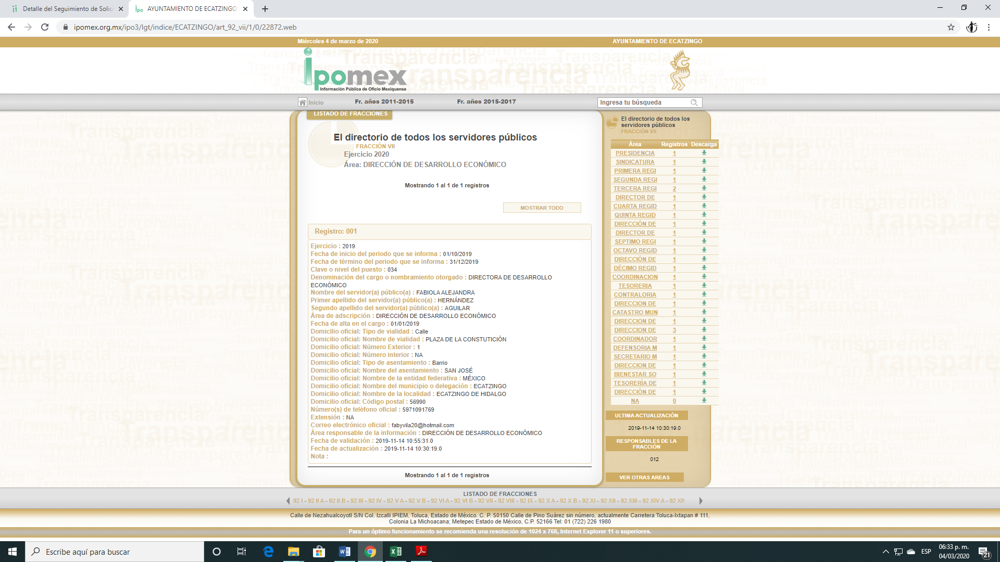 Detalle del Seguimiento de Solici
AYUNTAMIENTO DE ECATZINGO
ipomex.org.mx/ipo3/lgt/indice/ECATZINGO/art_92_vii/1/0/22872.web
Miércoles 4 de marzo de 2020
AYUNTAMIENTO DE ECATZINGO
ipomex
Información Pública de Oficio Mexiquense
Inicio
Fr. años 2011-2015
Fr. años 2015-2017
Ingresa tu búsqueda
LISTADO DE FRACCIONES
El directorio de todos los servidores públicos
FRACCIÓN VII
Ejercicio 2020
Área: DIRECCIÓN DE DESARROLLO ECONÓMICO
Mostrando 1 al 1 de 1 registros
MOSTRAR TODO
Registro: 001
Ejercicio : 2019
Fecha de inicio del periodo que se informa : 01/10/2019
Fecha de término del periodo que se informa : 31/12/2019
Clave o nivel del puesto : 034
Denominación del cargo o nombramiento otorgado : DIRECTORA DE DESARROLLO
ECONÓMICO
Nombre del servidor(a) público(a) : FABIOLA ALEJANDRA
Primer apellido del servidor(a) público(a) : HERNÁNDEZ
Segundo apellido del servidor(a) público(a) : AGUILAR
Área de adscripción : DIRECCIÓN DE DESARROLLO ECONÓMICO
Fecha de alta en el cargo : 01/01/2019
Domicilio oficial: Tipo de vialidad : Calle
Domicilio oficial: Nombre de vialidad : PLAZA DE LA CONSTUTICIÓN
Domicilio oficial: Número Exterior : 1
Domicilio oficial: Número interior : NA
Domicilio oficial: Tipo de asentamiento : Barrio
Domicilio oficial: Nombre del asentamiento : SAN JOSÉ
Domicilio oficial: Nombre de la entidad federativa : MÉXICO
Domicilio oficial: Nombre del municipio o delegación : ECATZINGO
Domicilio oficial: Nombre de la localidad : ECATZINGO DE HIDALGO
Domicilio oficial: Código postal : 56990
Número(s) de teléfono oficial : 5971091769
Extensión : NA
Correo electrónico oficial : fabyvila20@hotmail.com
Área responsable de la información : DIRECCIÓN DE DESARROLLO ECONÓMICO
Fecha de validación : 2019-11-14 10:55:31.0
Fecha de actualización : 2019-11-14 10:30:19.0
Nota :
Mostrando 1 al 1 de 1 registros
El directorio de todos los
servidores públicos
FRACCIÓN VII
Área Registros Descarga
PRESIDENCIA 1
SINDICATURA 1
PRIMERA REGI 1
SEGUNDA REGI 1
TERCERA REGI 2
DIRECTOR DE 1
CUARTA REGID 1
QUINTA REGID 1
DIRECCIÓN DE 1
DIRECTOR DE 1
SEPTIMO REGI 1
OCTAVO REGID 1
DIRECCIÓN DE 1
DÉCIMO REGID 1
COORDINACION 1
TESORERIA 1
CONTRALORIA 1
DIRECCION DE 1
CATASTRO MUN 1
DIRECCION DE 1
DIRECCION DE 3
COORDINADOR 1
DEFENSORIA M 1
SECRETARIO M 1
DIRECCION DE 1
BIENESTAR SO 1
TESORERÍA DE 1
DIRECCIÓN DE 1
NA 0
ULTIMA ACTUALIZACIÓN
2019-11-14 10:30:19.0
RESPONSABLES DE LA
FRACCIÓN
012
VER OTRAS AREAS
LISTADO DE FRACCIONES
92 I - 92 II A - 92 II B - 92 III - 92 IV - 92 V A - 92 V B - 92 VI A - 92 VI B - 92 VII - 92 VIII - 92 IX - 92 X A - 92 X B - 92 XI - 92 XII - 92 XIII - 92 XIV A - 92 XIV
Calle de Nezahualcoyotl S/N Col. Izcalli IPIEM, Toluca, Estado de México. C. P. 50150 Calle de Pino Suárez sin número, actualmente Carretera Toluca-Ixtapan # 111,
Colonia La Michoacana; Metepec Estado de México, C.P. 52166 Tel: 01 (722) 226 1980
Para un óptimo funcionamiento se recomienda una resolución de 1024 x 768, Internet Explorer 11 o superiores.
Escribe aquí para buscar
ESP
06:33 p. m.
04/03/2020
21